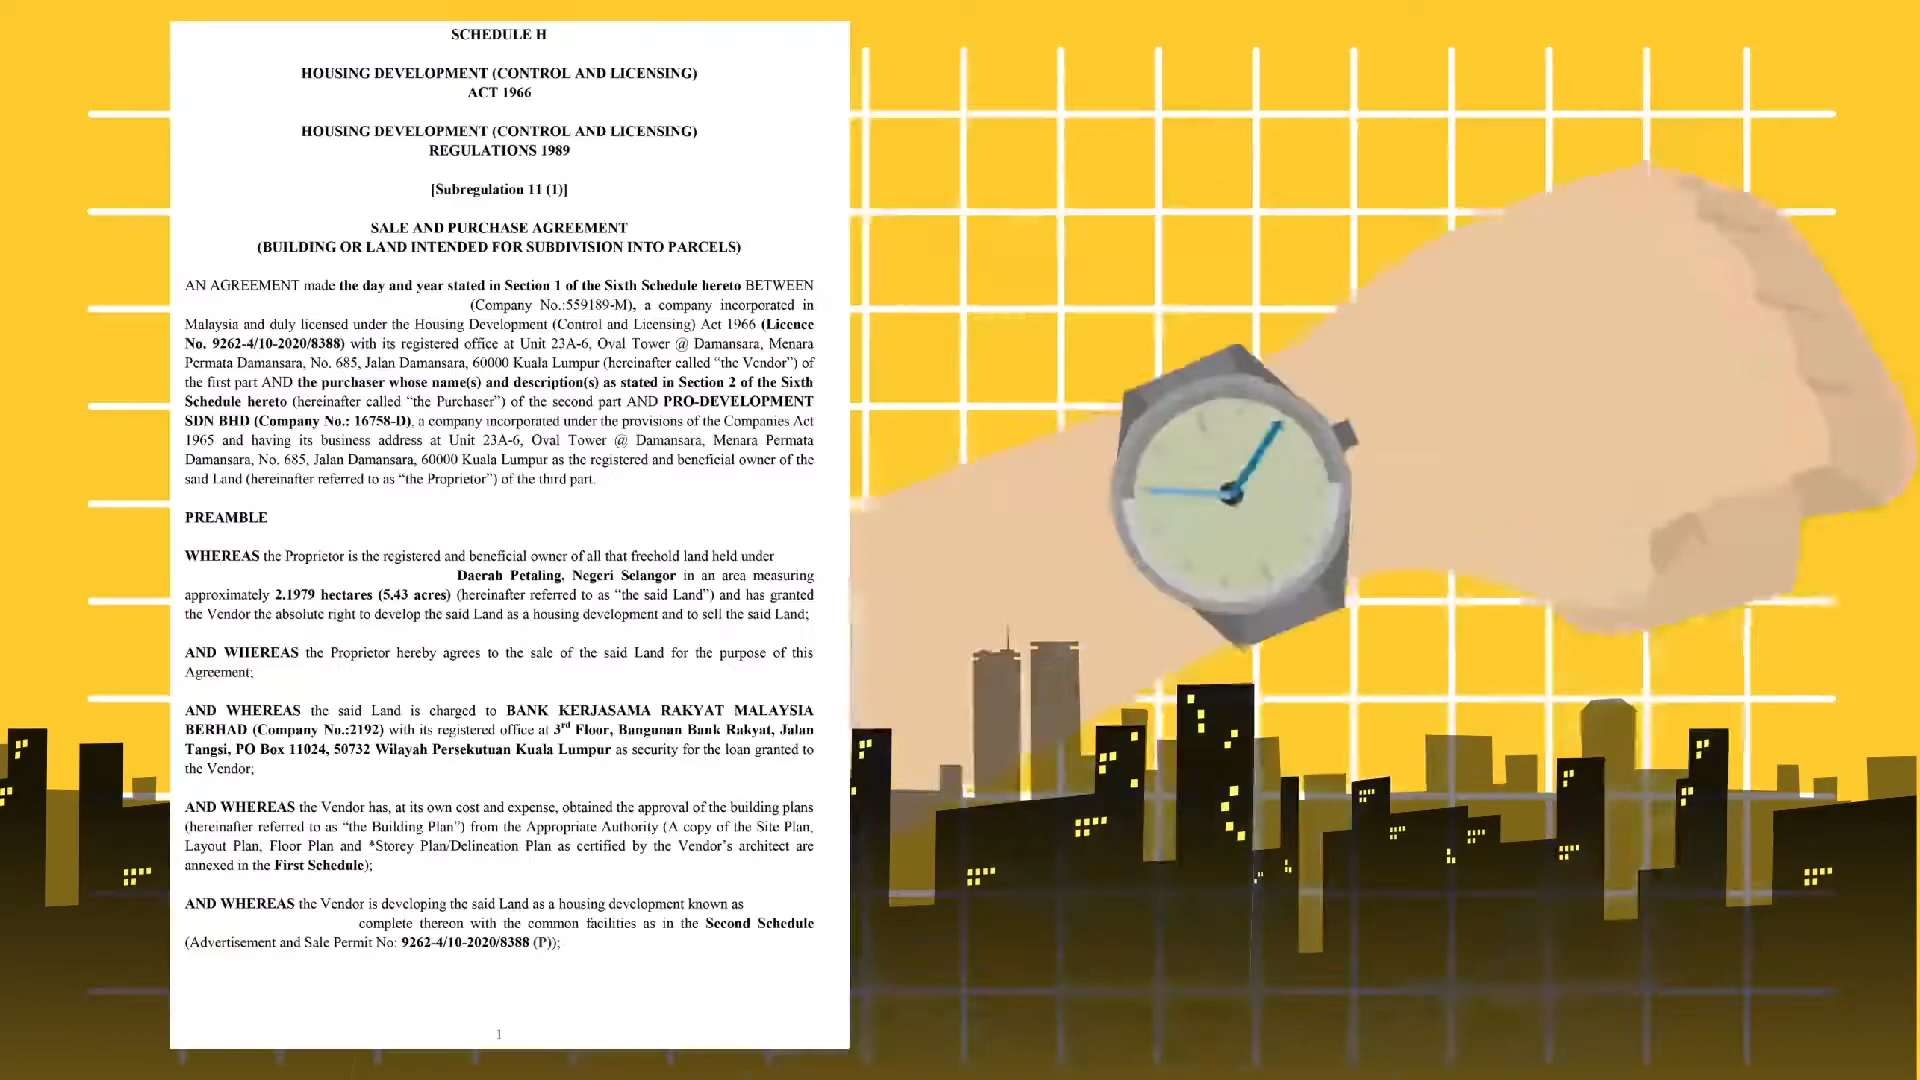 SCHEDULE H
HOUSING DEVELOPMENT (CONTROL AND LICENSING)
ACT 1966
HOUSING DEVELOPMENT (CONTROL AND LICENSING)
REGULATIONS 1989
[Subregulation 11 (1)]
SALE AND PURCHASE AGREEMENT
(BUILDING OR LAND INTENDED FOR SUBDIVISION INTO PARCELS)
AN AGREEMENT made the day and year stated in Section 1 of the Sixth Schedule hereto BETWEEN
(Company No.:559189-M), a company incorporated in
Malaysia and duly licensed under the Housing Development (Control and Licensing) Act 1966 (Licence
No. 9262-4/10-2020/8388) with its registered office at Unit 23A-6, Oval Tower @ Damansara, Menara
Permata Damansara, No. 685, Jalan Damansara, 60000 Kuala Lumpur (hereinafter called “the Vendor”) of
the first part AND the purchaser whose name(s) and description(s) as stated in Section 2 of the Sixth
Schedule hereto (hereinafter called “the Purchaser”) of the second part AND PRO-DEVELOPMENT
SDN BHD (Company No.: 16758-D), a company incorporated under the provisions of the Companies Act
1965 and having its business address at Unit 23A-6, Oval Tower @ Damansara, Menara Permata
Damansara, No. 685, Jalan Damansara, 60000 Kuala Lumpur as the registered and beneficial owner of the
said Land (hereinafter referred to as “the Proprietor”) of the third part.
PREAMBLE
WHEREAS the Proprietor is the registered and beneficial owner of all that freehold land held under
Daerah Petaling, Negeri Selangor in an area measuring
approximately 2.1979 hectares (5.43 acres) (hereinafter referred to as “the said Land”) and has granted
the Vendor the absolute right to develop the said Land as a housing development and to sell the said Land;
AND WHEREAS the Proprietor hereby agrees to the sale of the said Land for the purpose of this
Agreement;
AND WHEREAS the said Land is charged to BANK KERJASAMA RAKYAT MALAYSIA
BERHAD (Company No.:2192) with its registered office at 3rd Floor, Bangunan Bank Rakyat, Jalan
Tangsi, PO Box 11024, 50732 Wilayah Persekutuan Kuala Lumpur as security for the loan granted to
the Vendor;
AND WHEREAS the Vendor has, at its own cost and expense, obtained the approval of the building plans
(hereinafter referred to as “the Building Plan”) from the Appropriate Authority (A copy of the Site Plan,
Layout Plan, Floor Plan and *Storey Plan/Delineation Plan as certified by the Vendor’s architect are
annexed in the First Schedule);
AND WHEREAS the Vendor is developing the said Land as a housing development known as
complete thereon with the common facilities as in the Second Schedule
(Advertisement and Sale Permit No: 9262-4/10-2020/8388 (P));
1